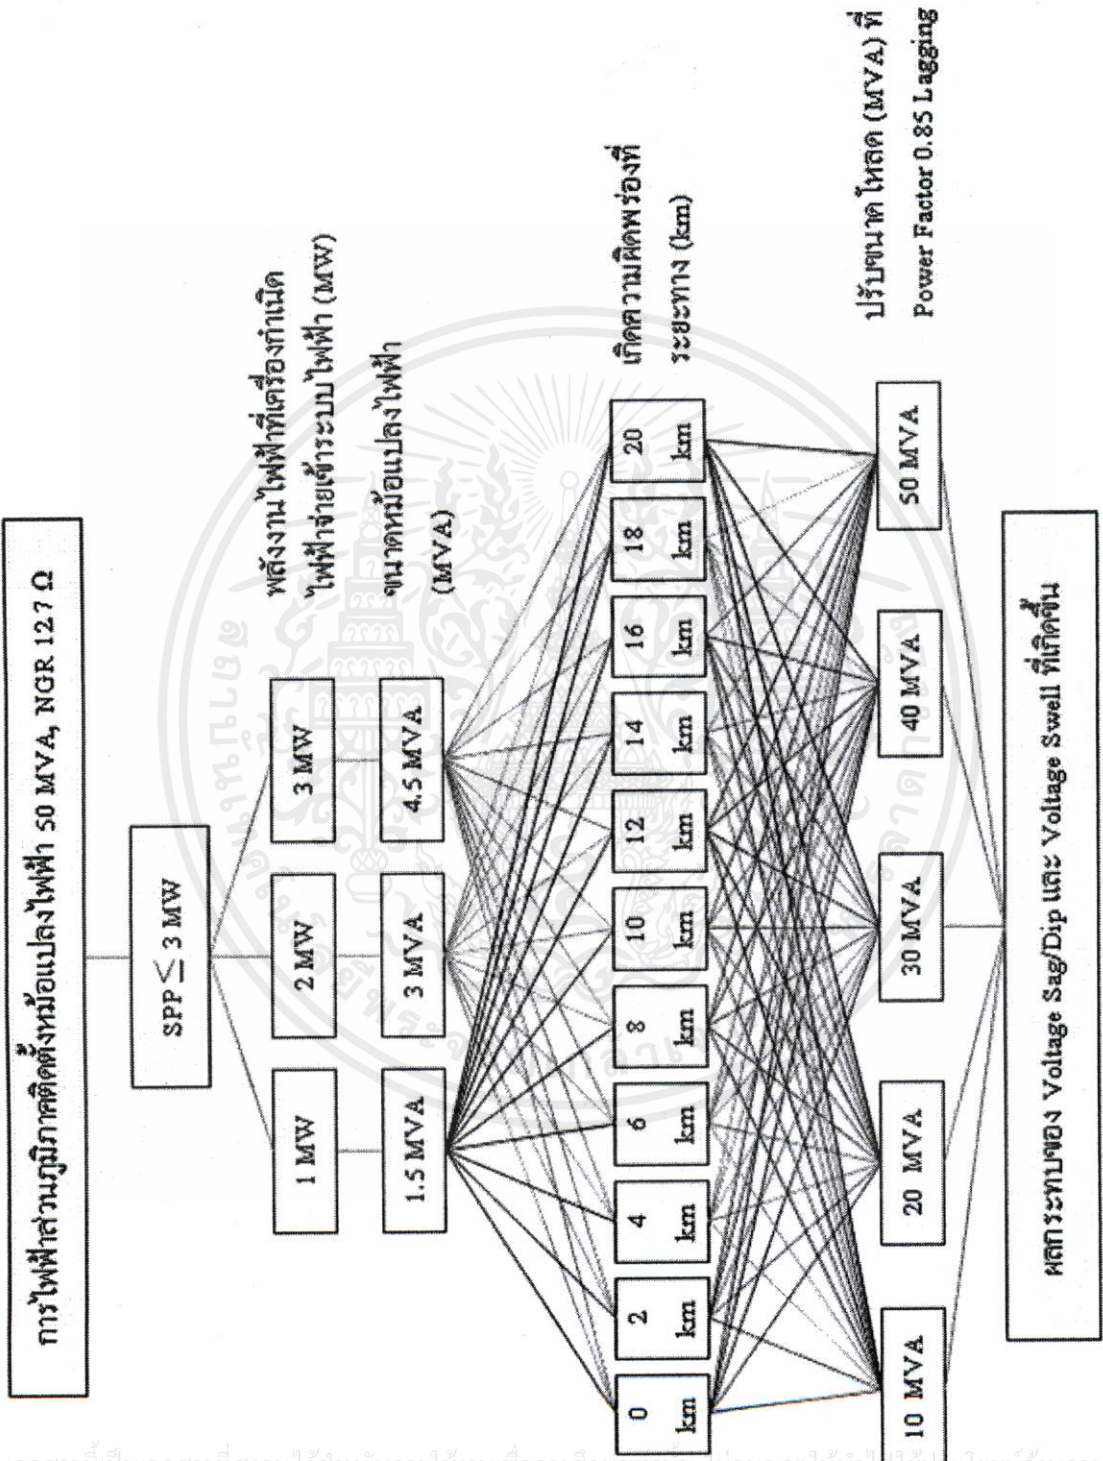 การไฟฟ้าส่วนภูมิภาคติดตั้งหม้อแปลงไฟฟ้า 50 MVA, NGR 12.7 Ω
SPP ≤ 3 MW
พลังงานไฟฟ้าที่เครื่องกำเนิด
ไฟฟ้าจ่ายเข้าระบบไฟฟ้า (MW)
1 MW
2 MW
3 MW
ขนาดหม้อแปลงไฟฟ้า
(MVA)
1.5 MVA
3 MVA
4.5 MVA
เกิดความผิดพร่องที่
ระยะทาง (km)
0
km
2
km
4
km
6
km
8
km
10
km
12
km
14
km
16
km
18
km
20
km
ปรับขนาดโหลด (MVA) ที่
Power Factor 0.85 Lagging
10 MVA
20 MVA
30 MVA
40 MVA
50 MVA
ผลกระทบของ Voltage Sag/Dip และ Voltage Swell ที่เกิดขึ้น